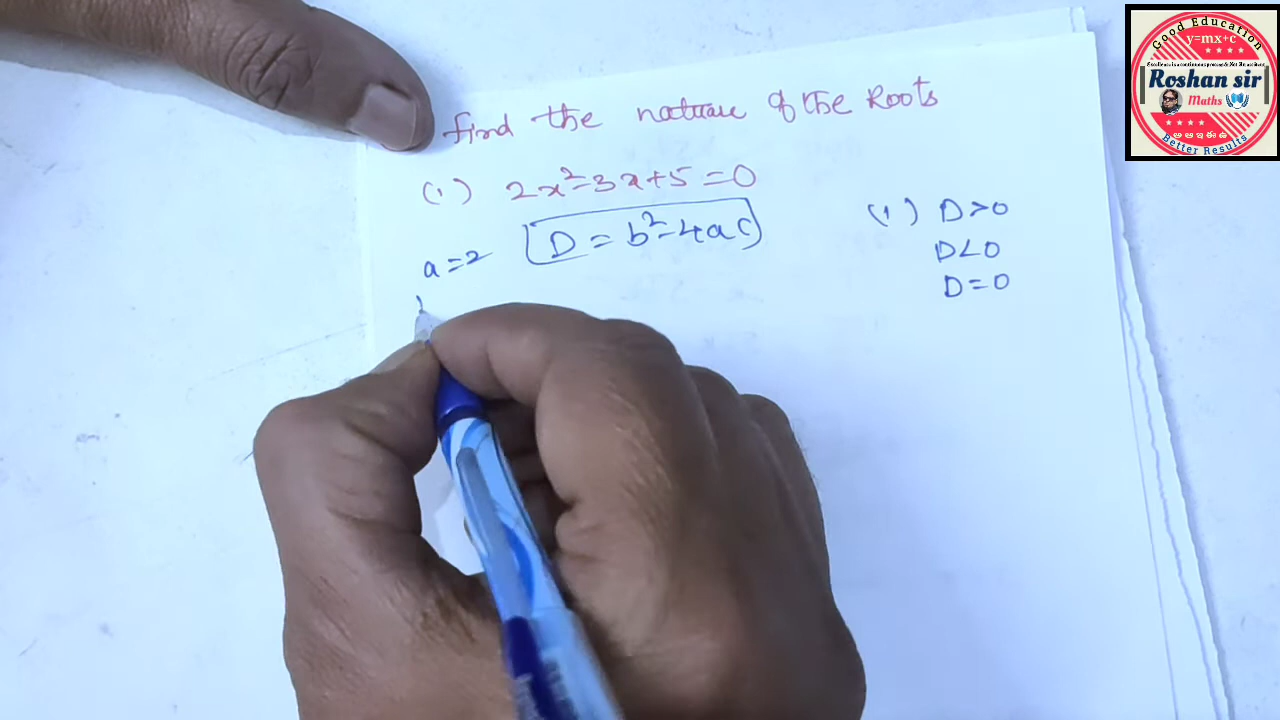 find the nature of the Roots
(1) 2x²-3x+5=0
D = b²-4ac
a=2
(1) D>0
D<0
D=0
Good Education
y=mx+c
Roshan sir
Maths
Better Results